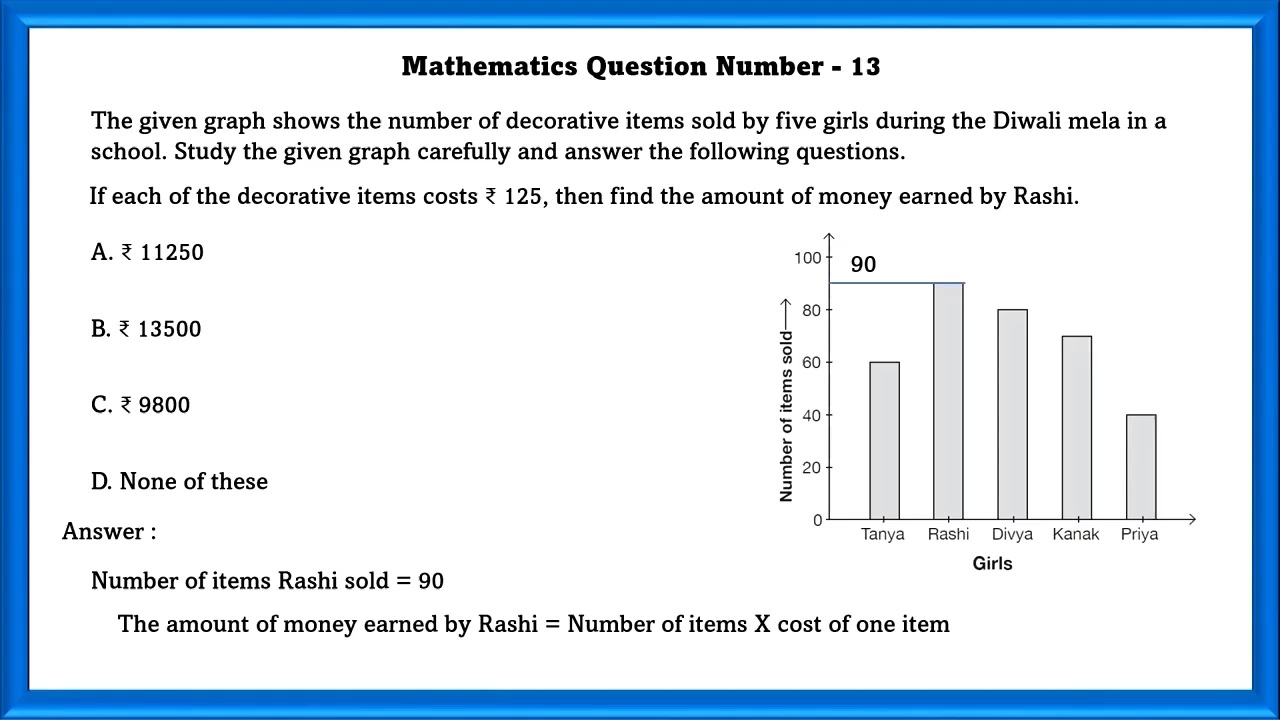 Mathematics Question Number - 13
The given graph shows the number of decorative items sold by five girls during the Diwali mela in a
school. Study the given graph carefully and answer the following questions.
If each of the decorative items costs ₹ 125, then find the amount of money earned by Rashi.
A. ₹ 11250
B. ₹ 13500
C. ₹ 9800
D. None of these
Number of items sold
100
80
60
40
20
0
90
Tanya Rashi Divya Kanak Priya
Girls
Answer :
Number of items Rashi sold = 90
The amount of money earned by Rashi = Number of items X cost of one item